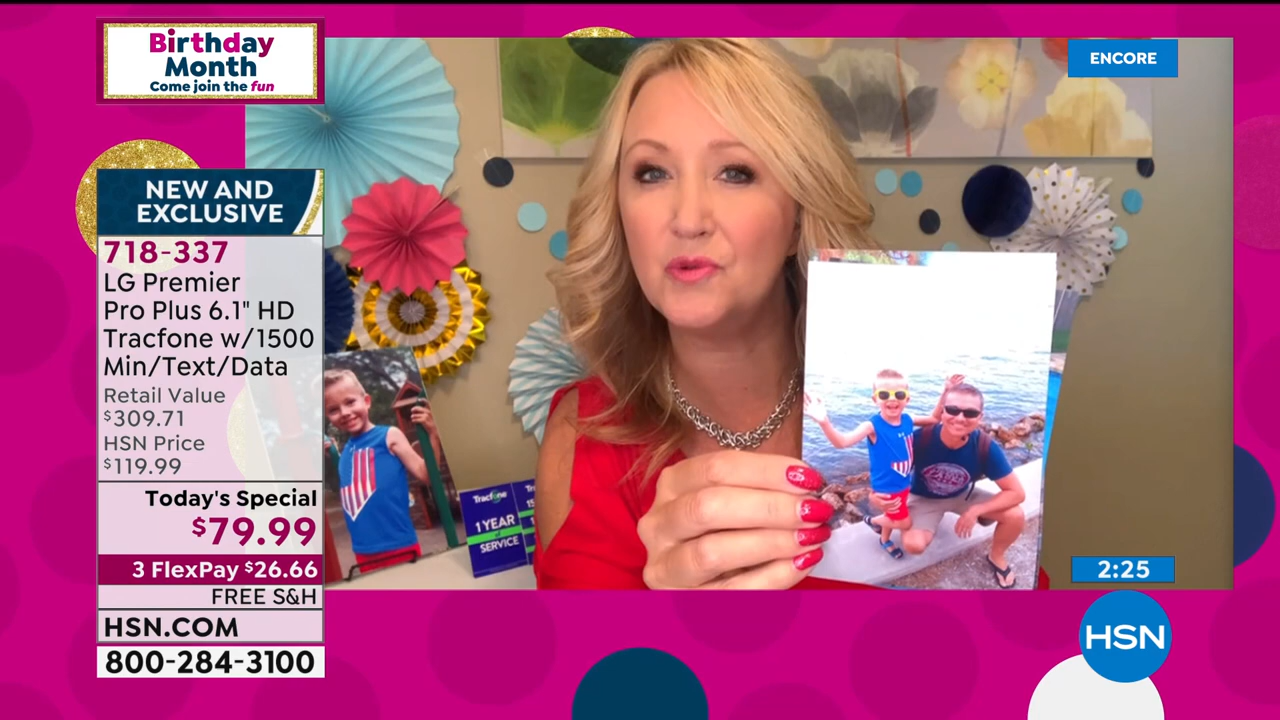 Birthday
Month
Come join the fun
ENCORE
NEW AND
EXCLUSIVE
718-337
LG Premier
Pro Plus 6.1" HD
Tracfone w/1500
Min/Text/Data
Retail Value
$309.71
HSN Price
$119.99
Today's Special
$79.99
3 FlexPay $26.66
FREE S&H
HSN.COM
800-284-3100
Tracfone
1 YEAR
of
SERVICE
2:25
HSN